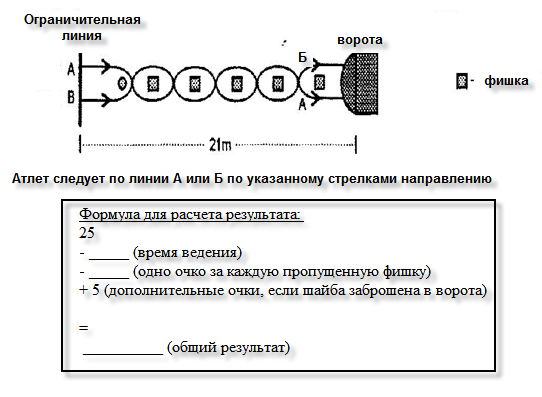 Ограничительная
линия
ворота
А
Б
- фишка
В
А
21m
Атлет следует по линии А или Б по указанному стрелками направлению
Формула для расчета результата:
25
- _____ (время ведения)
- _____ (одно очко за каждую пропущенную фишку)
+ 5 (дополнительные очки, если шайба заброшена в ворота)
=
__________ (общий результат)